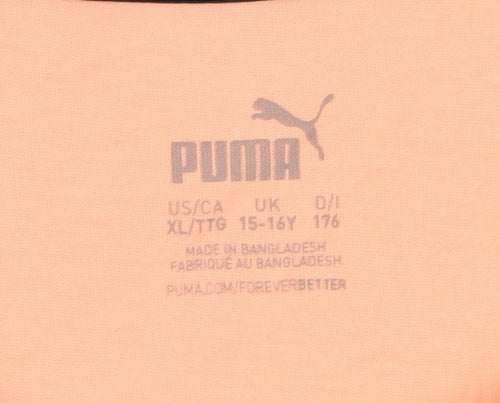 PUMA
US/CA UK D/I
XL/TTG 15-16Y 176
MADE IN BANGLADESH
FABRIQUÉ AU BANGLADESH
PUMA.COM/FOREVERBETTER